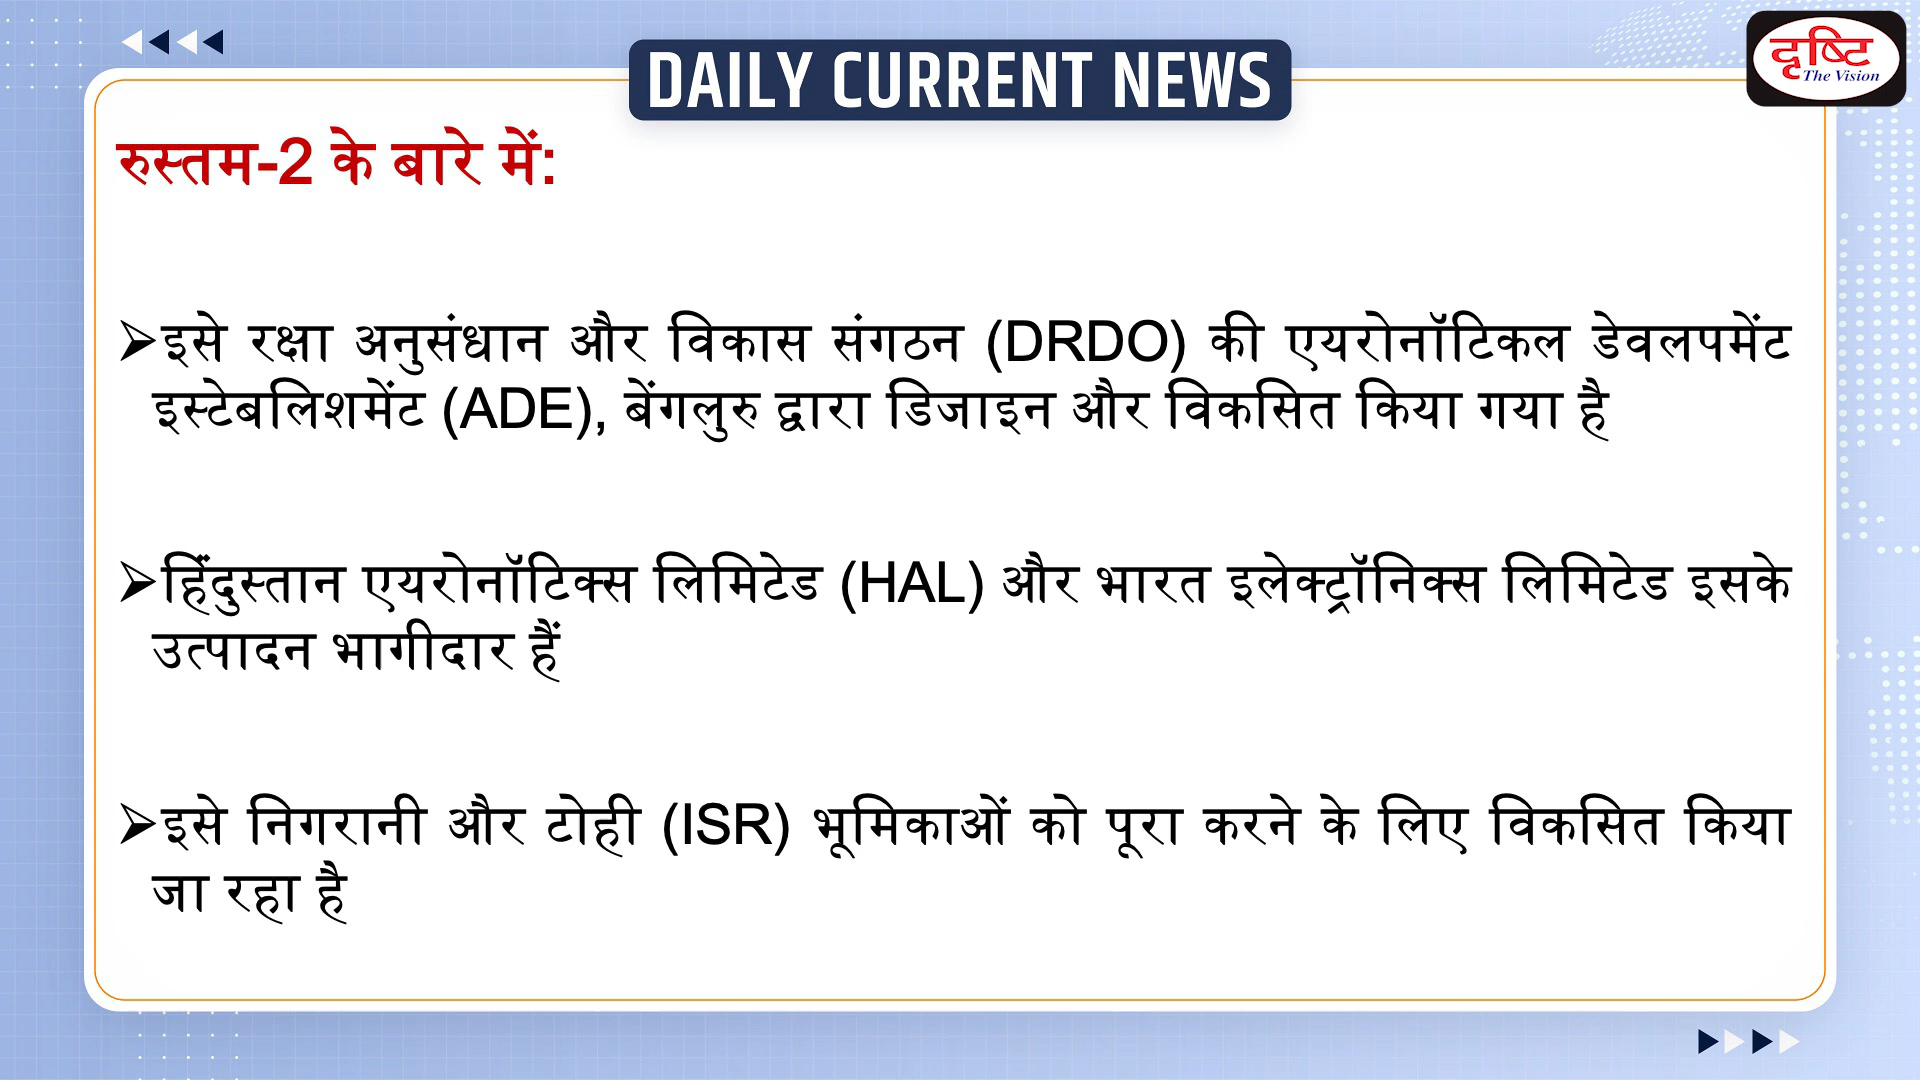 DAILY CURRENT NEWS
दृष्टि
The Vision
रुस्तम-2 के बारे में:
➢इसे रक्षा अनुसंधान और विकास संगठन (DRDO) की एयरोनॉटिकल डेवलपमेंट
इस्टेबलिशमेंट (ADE), बेंगलुरु द्वारा डिजाइन और विकसित किया गया है
➢हिंदुस्तान एयरोनॉटिक्स लिमिटेड (HAL) और भारत इलेक्ट्रॉनिक्स लिमिटेड इसके
उत्पादन भागीदार हैं
➢इसे निगरानी और टोही (ISR) भूमिकाओं को पूरा करने के लिए विकसित किया
जा रहा है